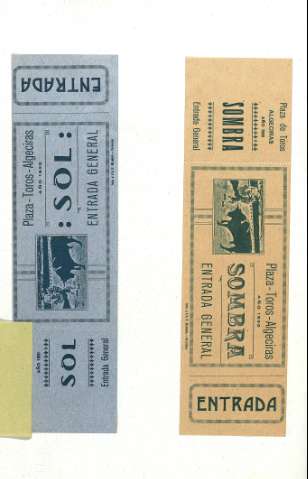 ENTRADA
Plaza-Toros-Algeciras
:SOL:
ENTRADA GENERAL
SOL
Entrada General
Plaza de Toros
ALGECIRAS
SOMBRA
Entrada General
Plaza-Toros-Algeciras
SOMBRA
ENTRADA GENERAL
ENTRADA